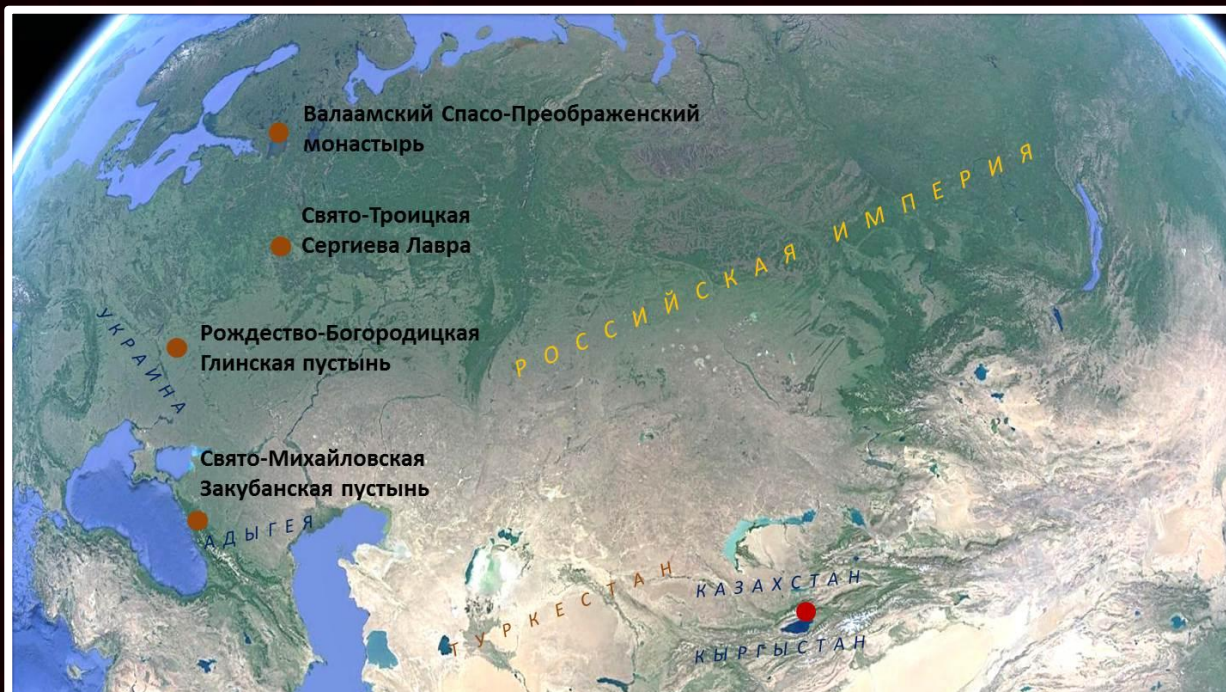 Валаамский Спасо-Преображенский
монастырь
РОССИЙСКАЯ ИМПЕРИЯ
Свято-Троицкая
Сергиева Лавра
УКРАИНА
Рождество-Богородицкая
Глинская пустынь
Свято-Михайловская
Закубанская пустынь
АДЫГЕЯ
ТУРКЕСТАН
КАЗАХСТАН
КЫРГЫСТАН